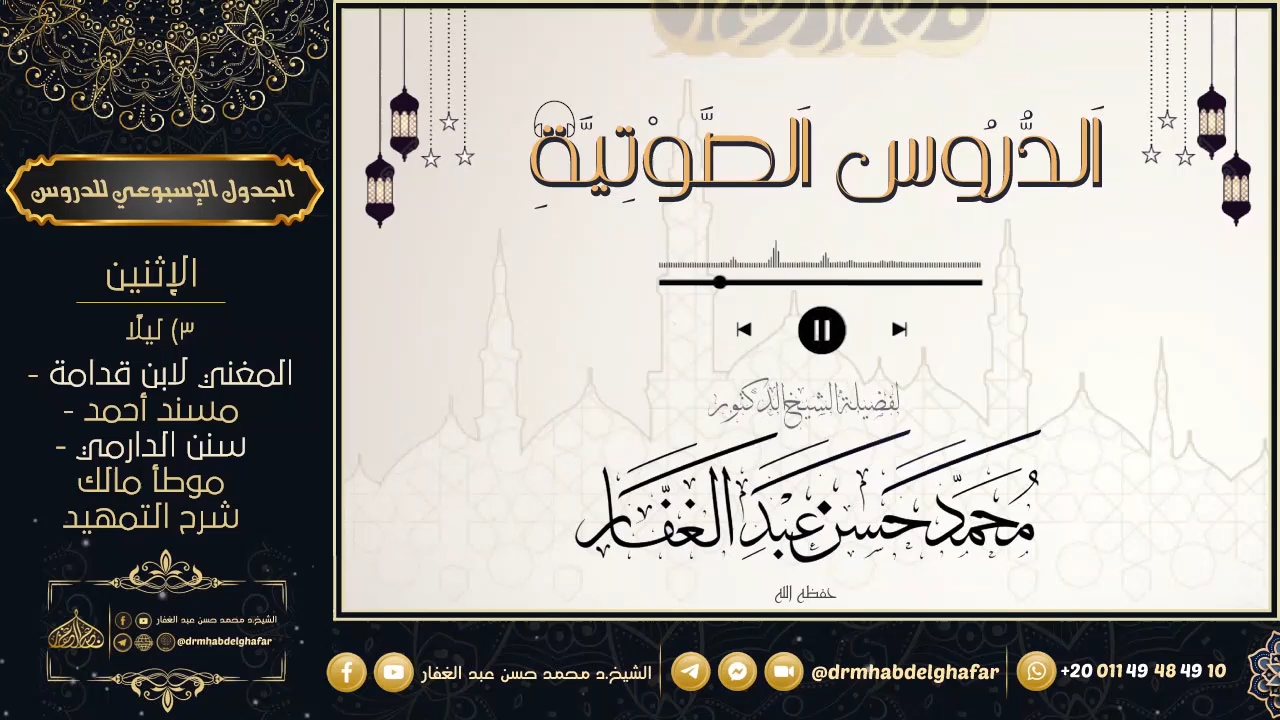 الجدول الإسبوعي للدروس
الإثنين
٣) ليلًا
المغني لابن قدامة -
مسند أحمد -
سنن الدارمي -
موطأ مالك
شرح التمهيد
الشيخ.د محمد حسن عبد الغفار
@drmhabdelghafar
الدُّرُوس الصَّوْتِيَّةِ
لفضيلة الشيخ الدكتور
مُحَمَّد حَسَن عَبْدِ الغَفَّار
حفظه الله
الشيخ.د محمد حسن عبد الغفار
@drmhabdelghafar
+20 011 49 48 49 10